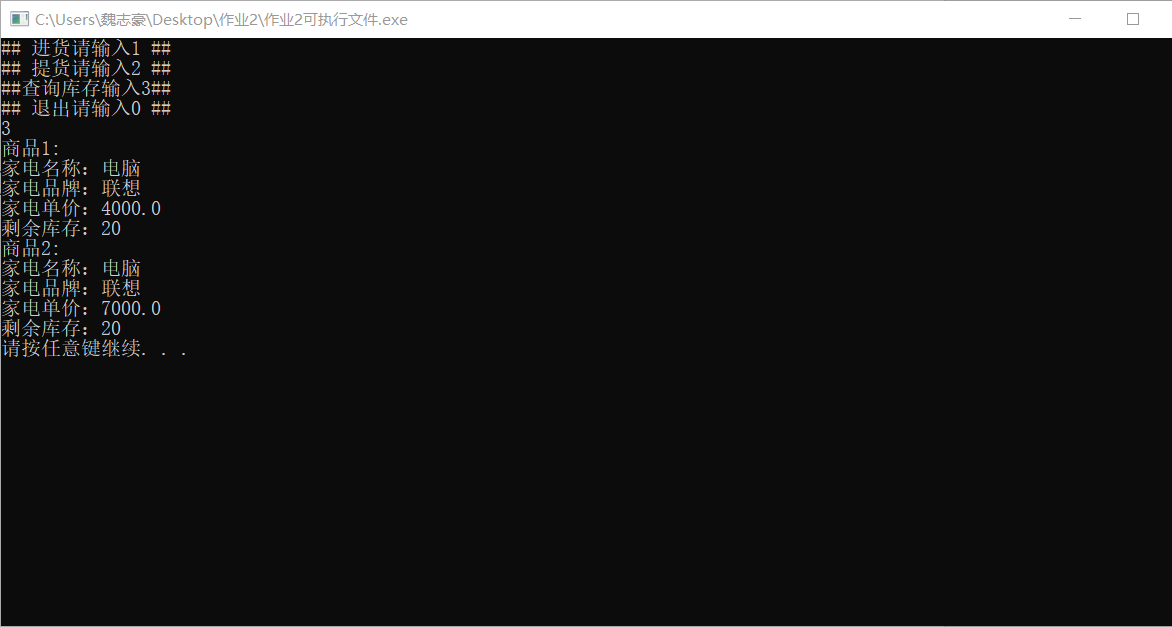 C:\Users\魏志豪\Desktop\作业2\作业2可执行文件.exe
## 进货请输入1 ##
## 提货请输入2 ##
##查询库存输入3##
## 退出请输入0 ##
3
商品1:
家电名称：电脑
家电品牌：联想
家电单价：4000.0
剩余库存：20
商品2:
家电名称：电脑
家电品牌：联想
家电单价：7000.0
剩余库存：20
请按任意键继续. . .